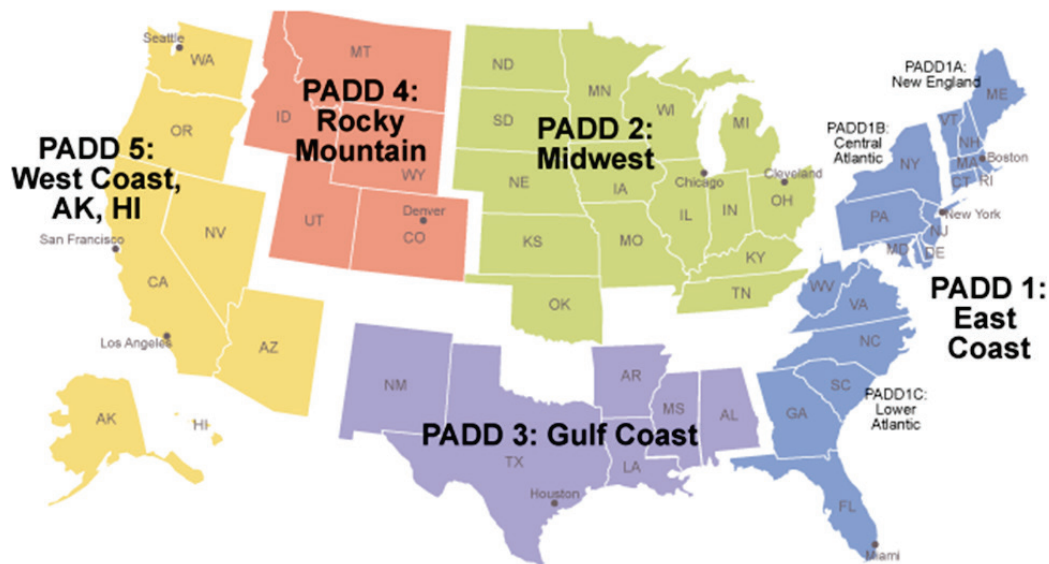 Seattle
WA
OR
PADD 5:
West Coast,
AK, HI
San Francisco
NV
CA
Los Angeles
AZ
AK
HI
MT
PADD 4:
ID
Rocky
Mountain
WY
UT
Denver
CO
ND
MN
SD
WI
MI
PADD 2:
Midwest
NE
IA
Chicago
Cleveland
IL
IN
OH
KS
MO
KY
OK
TN
NM
AR
MS
AL
PADD 3: Gulf Coast
TX
LA
Houston
PADD1A:
New England
ME
VT
NH
PADD1B:
Central
Atlantic
NY
MA
Boston
CT
RI
PA
New York
NJ
MD
DE
WV
VA
PADD 1:
East
Coast
NC
SC
PADD1C:
Lower
Atlantic
GA
FL
Miami